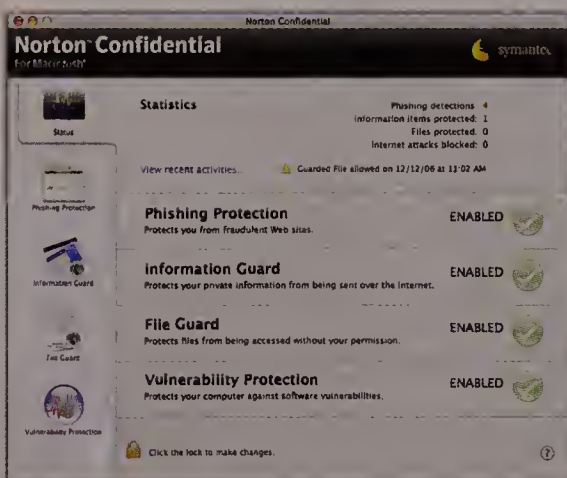 Norton Confidential
Norton™ Confidential
For Macintosh®
symantec.
Status
Statistics
Phishing detections 4
Information items protected: 1
Files protected. 0
Internet attacks blocked: 0
View recent activities..
Guarded File allowed on 12/12/06 at 11:02 AM
Phishing Protection
Phishing Protection
Protects you from fraudulent Web sites.
ENABLED
Information Guard
Information Guard
Protects your private information from being sent over the Internet.
ENABLED
File Guard
File Guard
Protects files from being accessed without your permission.
ENABLED
Vulnerability Protection
Vulnerability Protection
Protects your computer against software vulnerabilities.
ENABLED
Click the lock to make changes.
?